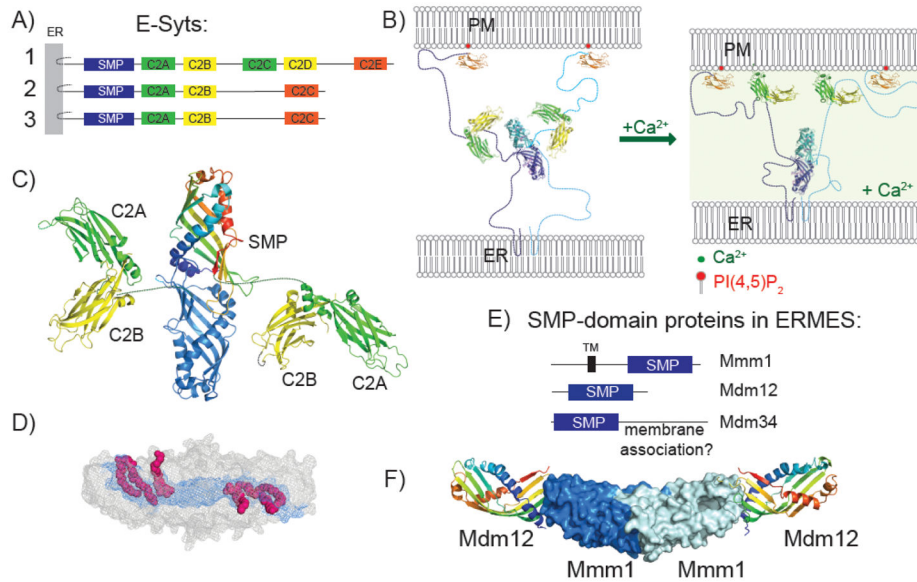 A)
E-Syts:
ER
1
SMP C2A C2B C2C C2D C2E
2
SMP C2A C2B C2C
3
SMP C2A C2B C2C
B)
PM
ER
+Ca²⁺
PM
+ Ca²⁺
ER
Ca²⁺
PI(4,5)P₂
C)
C2A
C2B
SMP
C2B
C2A
D)
E) SMP-domain proteins in ERMES:
TM
SMP Mmm1
SMP Mdm12
SMP Mdm34
membrane
association?
F)
Mdm12
Mmm1
Mmm1
Mdm12